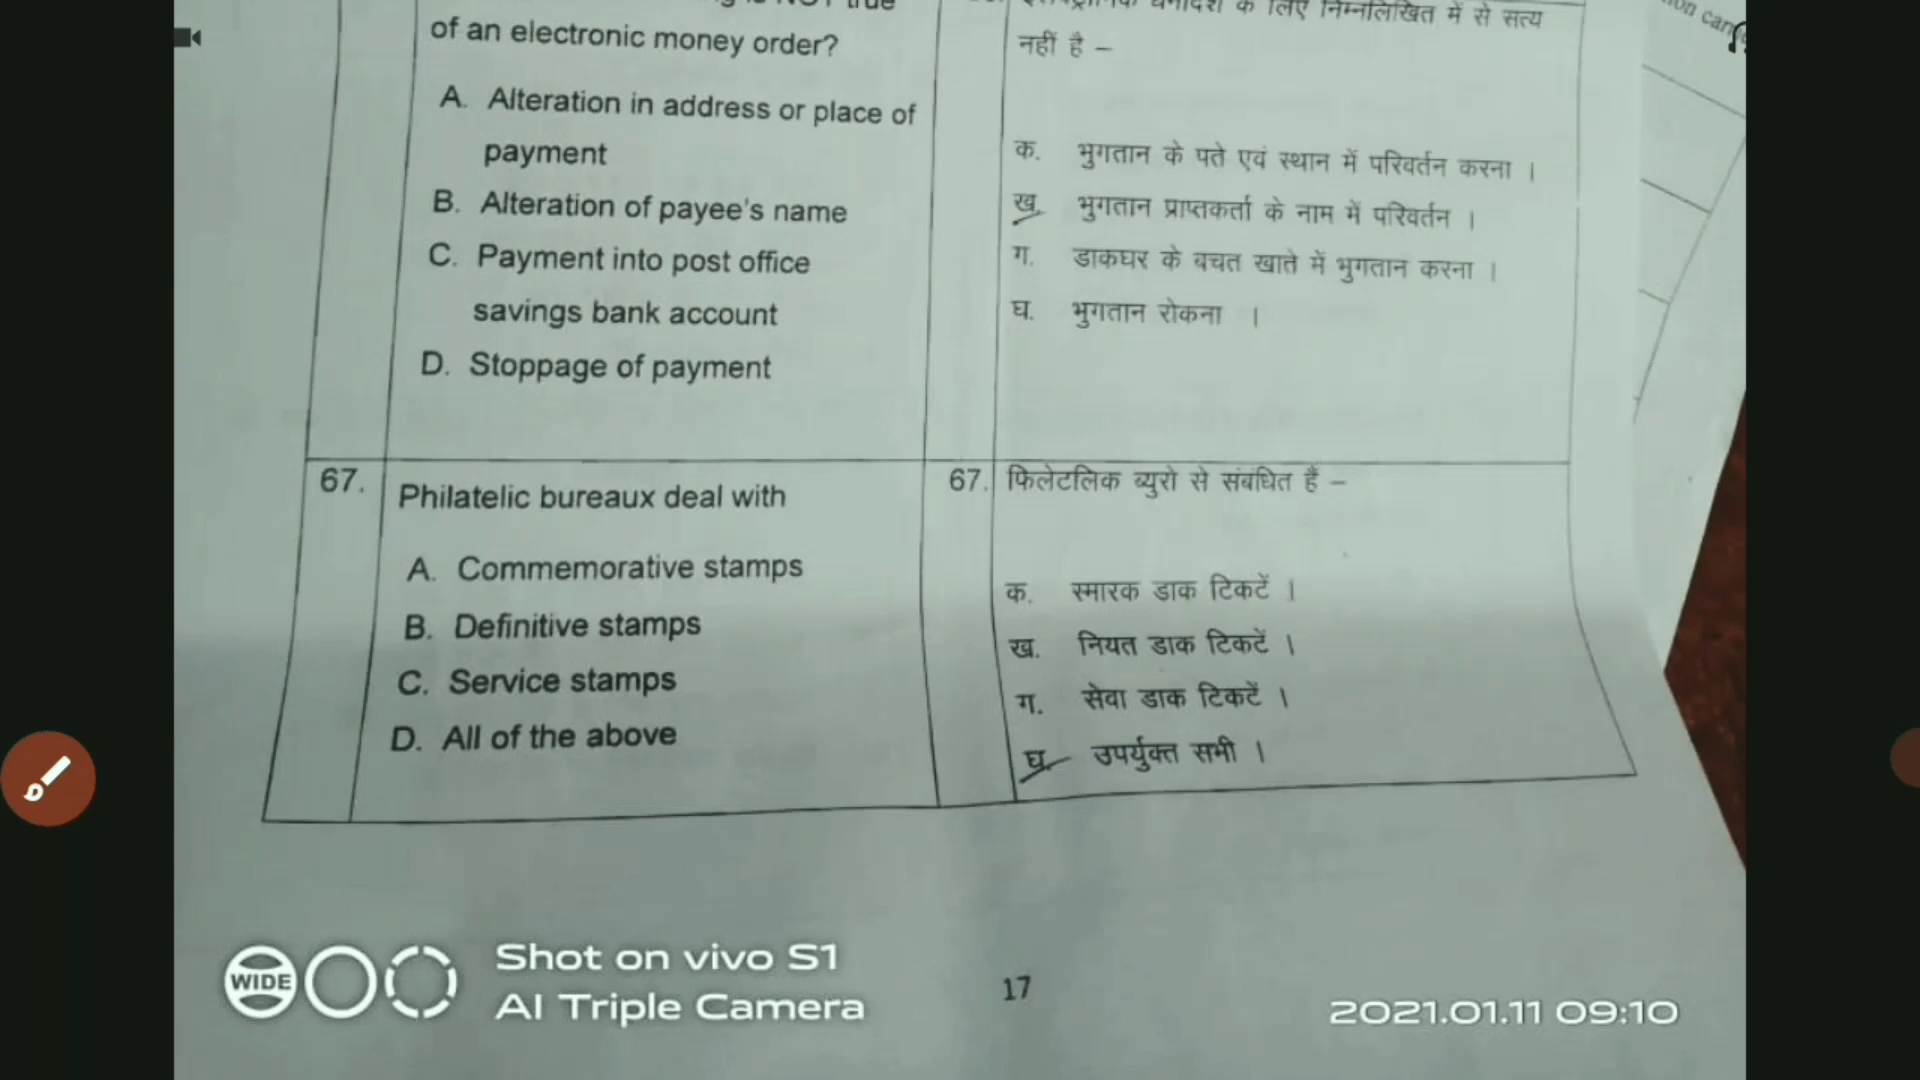 true
of an electronic money order?
A. Alteration in address or place of
payment
B. Alteration of payee's name
C. Payment into post office
savings bank account
D. Stoppage of payment
के लिए निम्नलिखित में से सत्य
नहीं है –
क. भुगतान के पते एवं स्थान में परिवर्तन करना ।
ख. भुगतान प्राप्तकर्ता के नाम में परिवर्तन ।
ग. डाकघर के बचत खाते में भुगतान करना ।
घ. भुगतान रोकना ।
67. Philatelic bureaux deal with
A. Commemorative stamps
B. Definitive stamps
C. Service stamps
D. All of the above
67. फिलेटलिक ब्युरो से संबंधित हैं –
क. स्मारक डाक टिकटें ।
ख. नियत डाक टिकटें ।
ग. सेवा डाक टिकटें ।
घ. उपर्युक्त सभी ।
17
WIDE
Shot on vivo S1
AI Triple Camera
2021.01.11 09:10